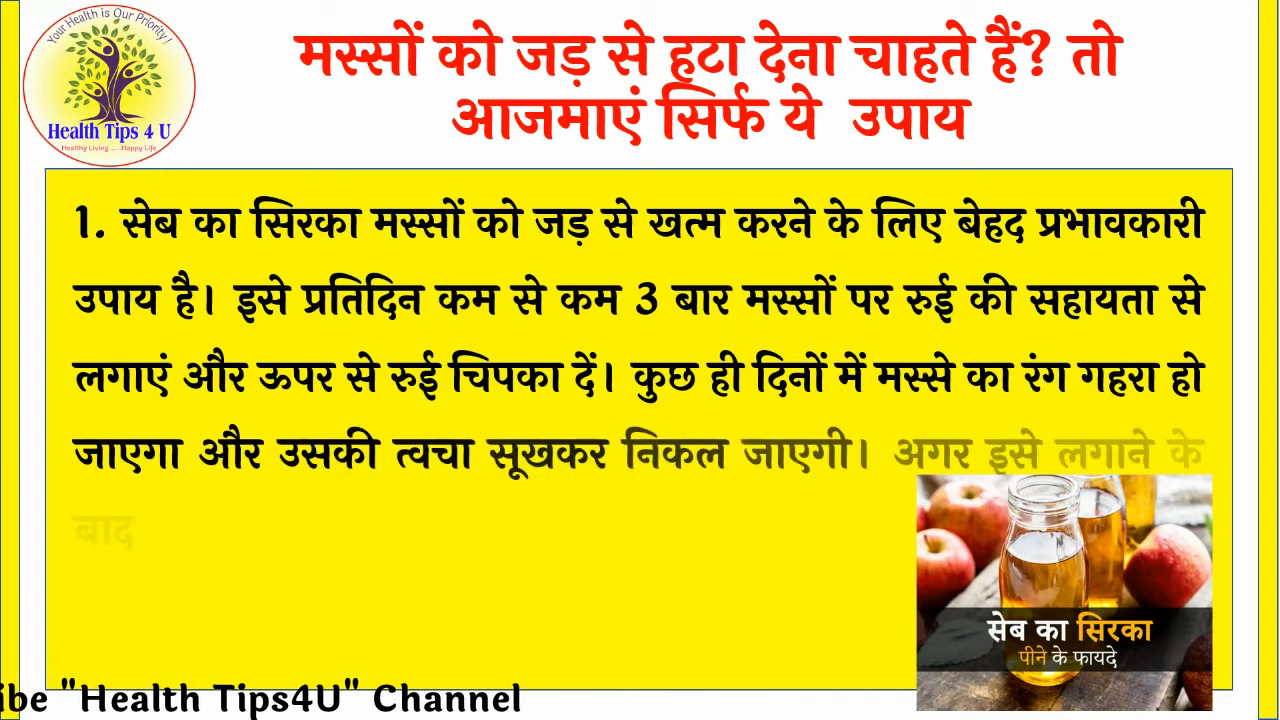 Your Health is Our Priority!
Health Tips 4 U
Healthy Living.....Happy Life
मस्सों को जड़ से हटा देना चाहते हैं? तो
आजमाएं सिर्फ ये उपाय
1. सेब का सिरका मस्सों को जड़ से खत्म करने के लिए बेहद प्रभावकारी
उपाय है। इसे प्रतिदिन कम से कम 3 बार मस्सों पर रुई की सहायता से
लगाएं और ऊपर से रुई चिपका दें। कुछ ही दिनों में मस्से का रंग गहरा हो
जाएगा और उसकी त्वचा सूखकर निकल जाएगी। अगर इसे लगाने के
बाद
सेब का सिरका
पीने के फायदे
ibe "Health Tips4U" Channel